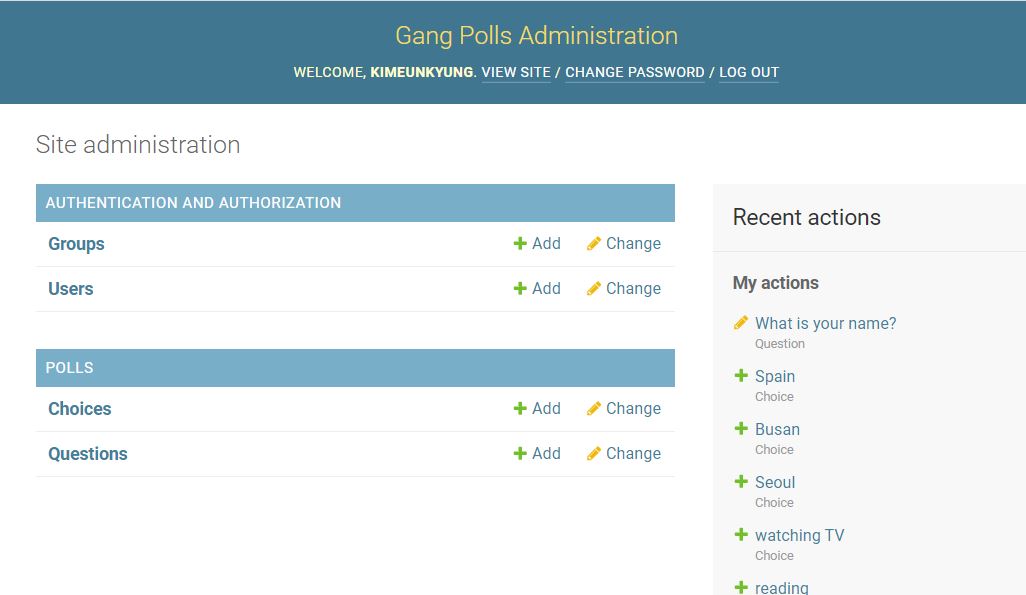 Gang Polls Administration
WELCOME, KIMEUNKYUNG. VIEW SITE / CHANGE PASSWORD / LOG OUT
Site administration
AUTHENTICATION AND AUTHORIZATION
Groups Add Change
Users Add Change
POLLS
Choices Add Change
Questions Add Change
Recent actions
My actions
What is your name?
Question
Spain
Choice
Busan
Choice
Seoul
Choice
watching TV
Choice
reading